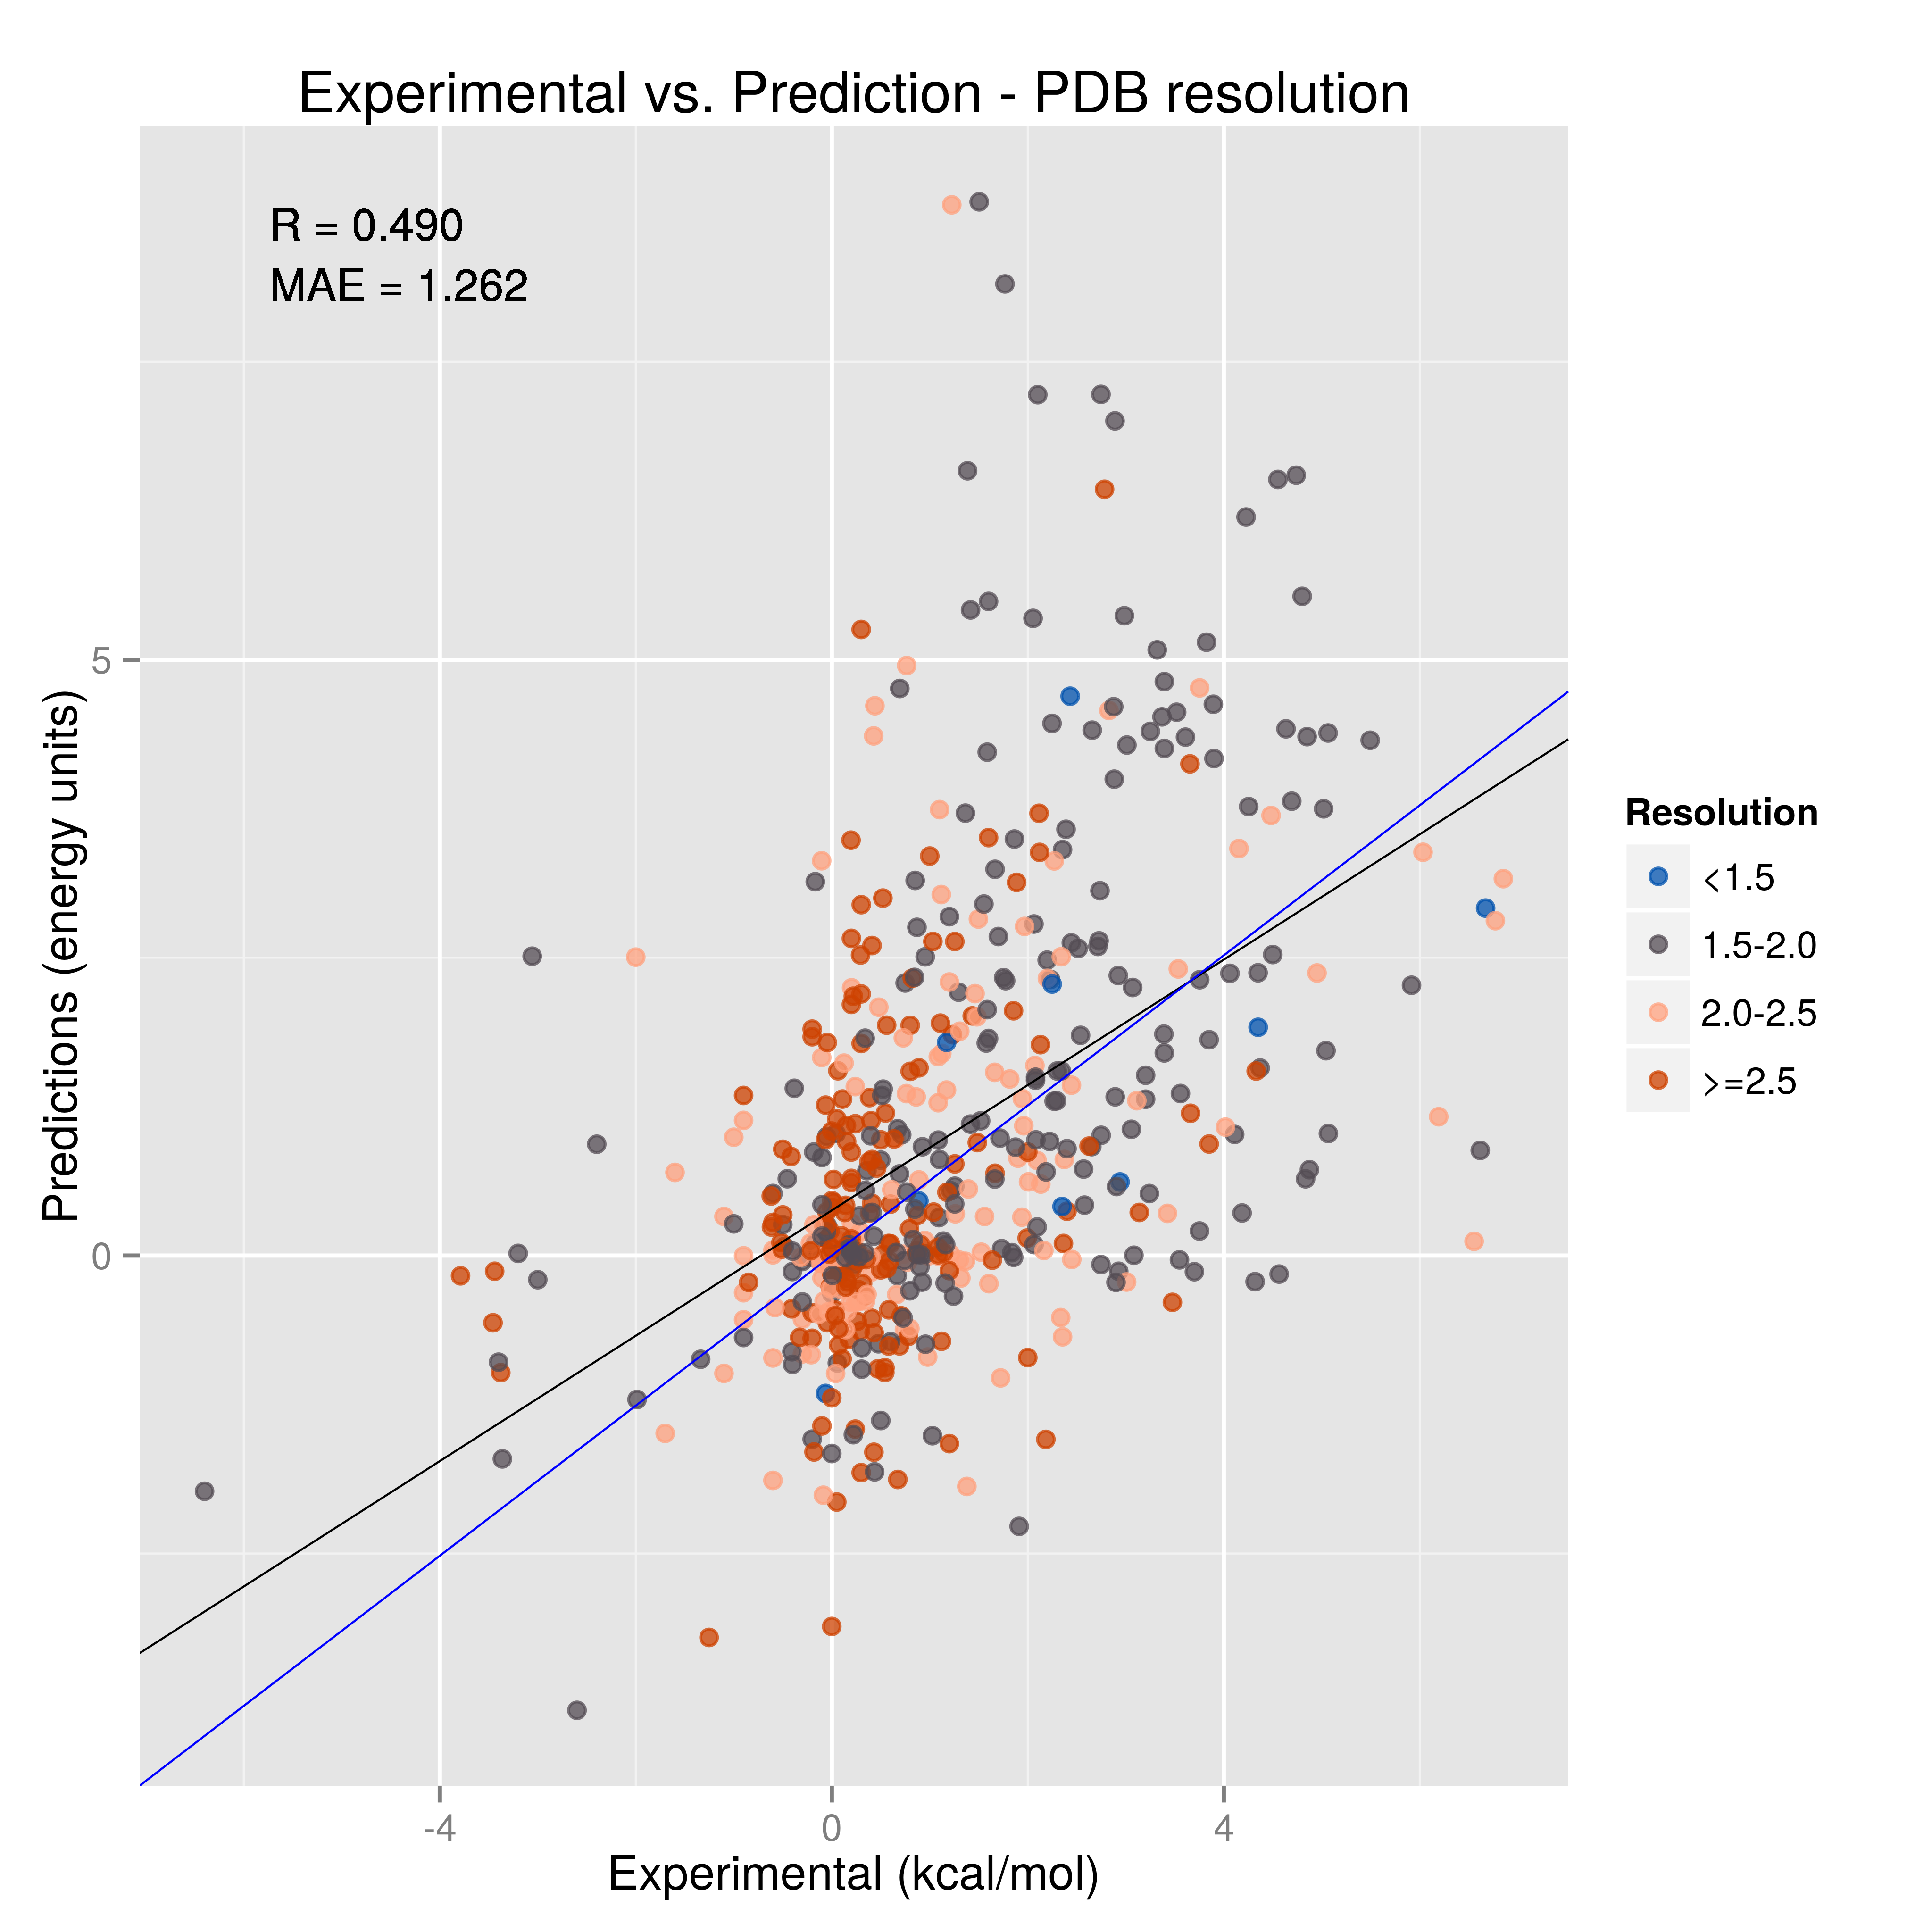 Experimental vs. Prediction - PDB resolution
R = 0.490
MAE = 1.262
Predictions (energy units)
5
0
-4
0
4
Experimental (kcal/mol)
Resolution
<1.5
1.5-2.0
2.0-2.5
>=2.5